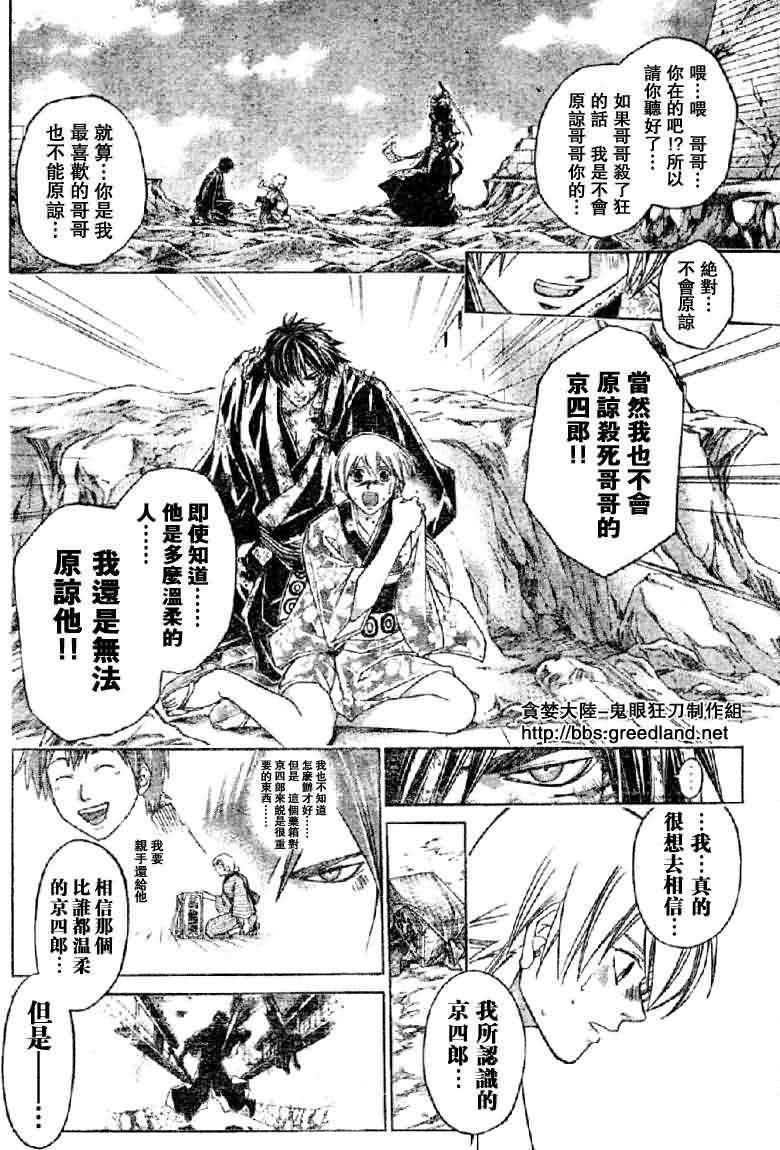 喂…喂 哥哥…
你在的吧!?所以
請你聽好了…
如果哥哥殺了狂
的話 我是不會
原諒哥哥你的…
就算…你是我
最喜歡的哥哥
也不能原諒…
絕對…
不會原諒
當然我也不會
原諒殺死哥哥的
京四郎!!
即使知道……
他是多麼溫柔的
人……
我還是無法
原諒他!!
貪婪大陸–鬼眼狂刀制作組
http://bbs.greedland.net
……
…我…真的
很想去相信…
我所認識的
京四郎…
我也不知道
怎麼辦才好……
但是 這個藥箱對
京四郎來說是很重
要的東西……
我要
親手還給他
相信那個
比誰都温柔
的京四郎…
但是——…